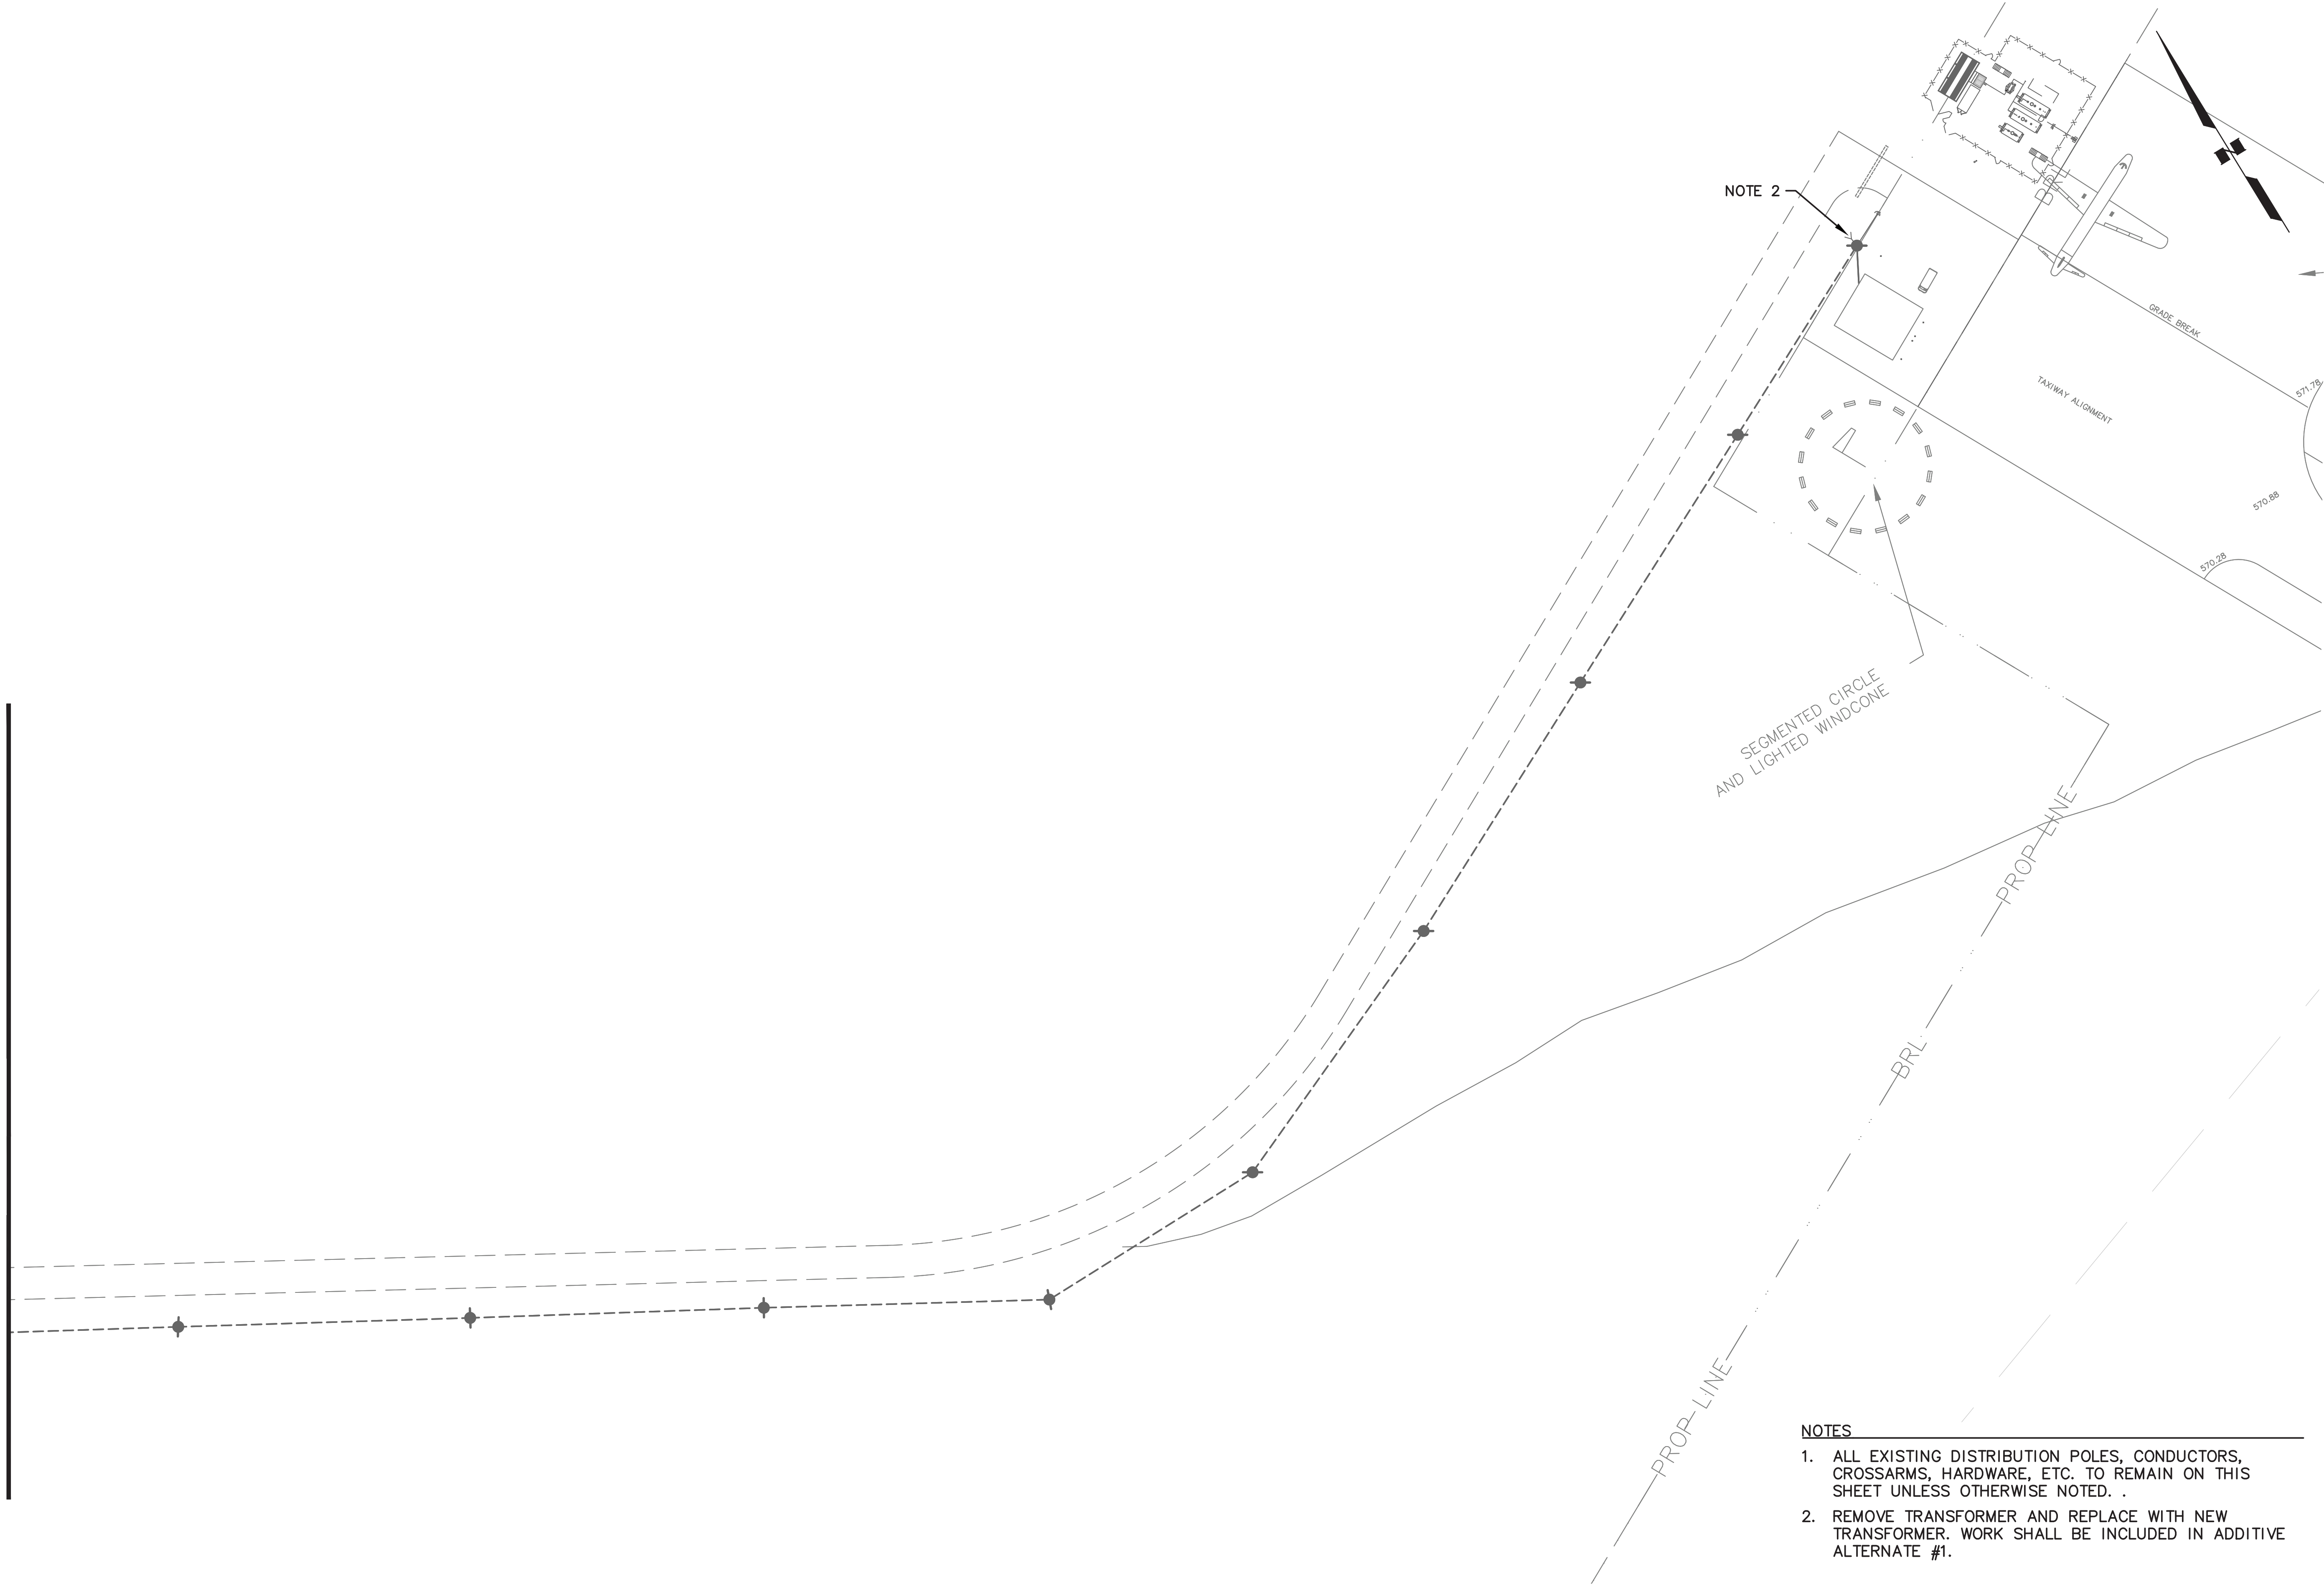 N
NOTE 2
BR
GRADE BREAK
TAXIWAY ALIGNMENT
571.78
570.88
570.28
SEGMENTED CIRCLE
AND LIGHTED WINDCONE
PROP LINE
BRL
PROP LINE
NOTES
1. ALL EXISTING DISTRIBUTION POLES, CONDUCTORS,
CROSSARMS, HARDWARE, ETC. TO REMAIN ON THIS
SHEET UNLESS OTHERWISE NOTED. .
2. REMOVE TRANSFORMER AND REPLACE WITH NEW
TRANSFORMER. WORK SHALL BE INCLUDED IN ADDITIVE
ALTERNATE #1.